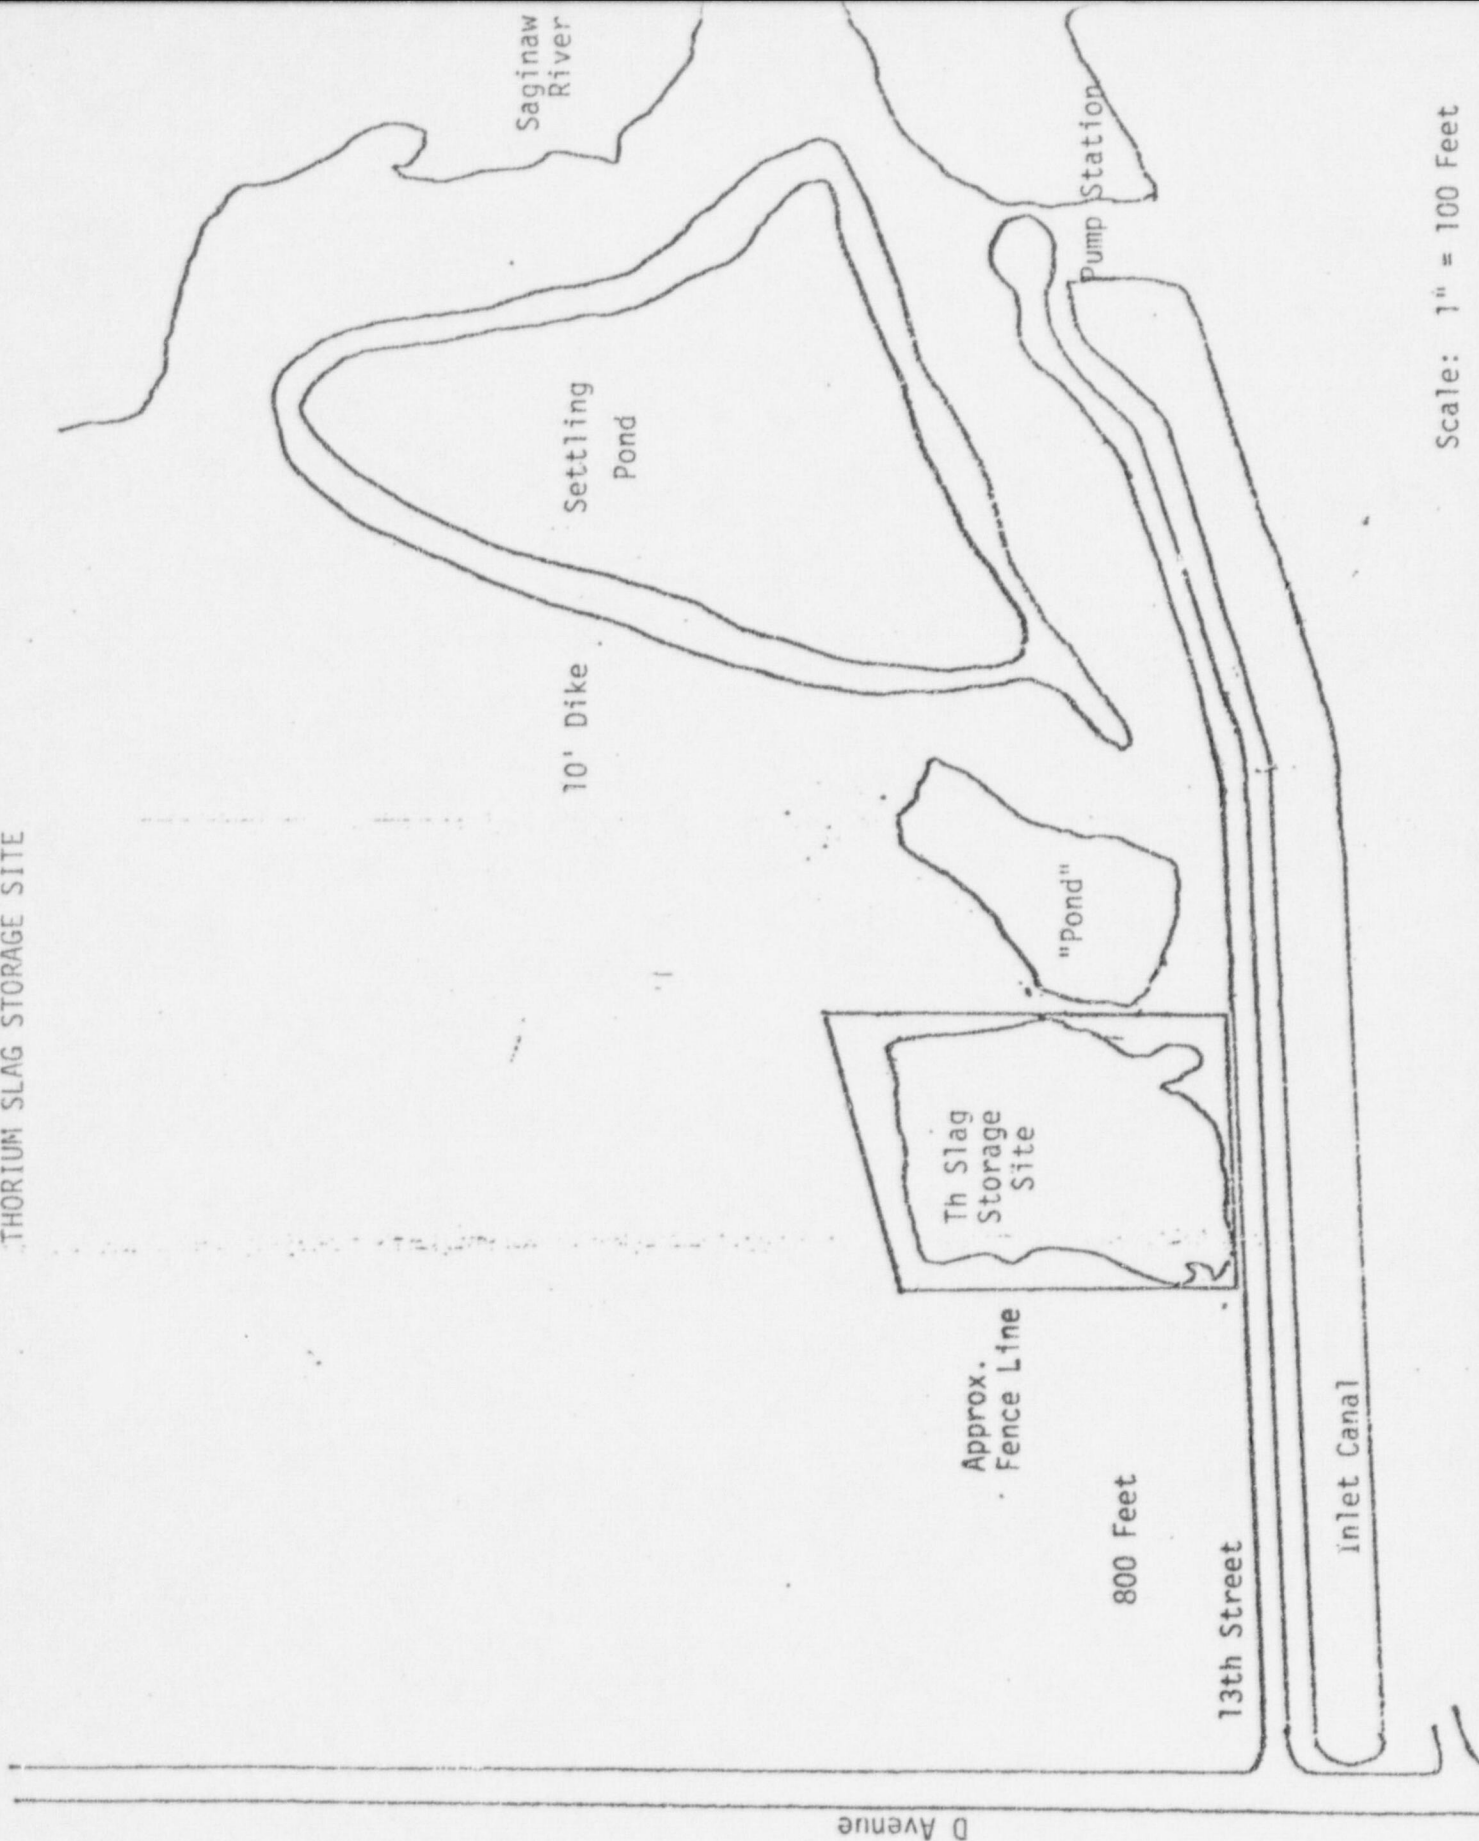 THORIUM SLAG STORAGE SITE
Saginaw
River
Settling
Pond
10' Dike
Pump Station
"Pond"
Th Slag
Storage
Site
Approx.
Fence Line
800 Feet
13th Street
Inlet Canal
D Avenue
Scale: 1" = 100 Feet